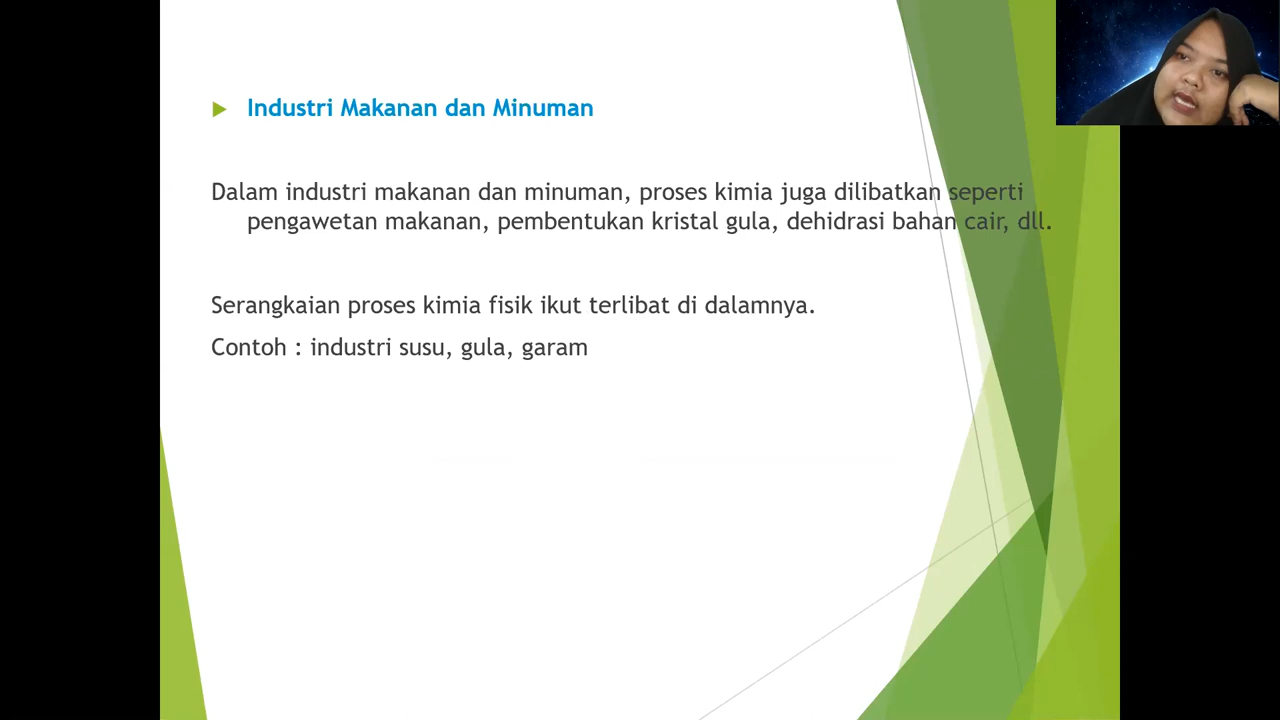 Industri Makanan dan Minuman
Dalam industri makanan dan minuman, proses kimia juga dilibatkan seperti
pengawetan makanan, pembentukan kristal gula, dehidrasi bahan cair, dll.
Serangkaian proses kimia fisik ikut terlibat di dalamnya.
Contoh : industri susu, gula, garam